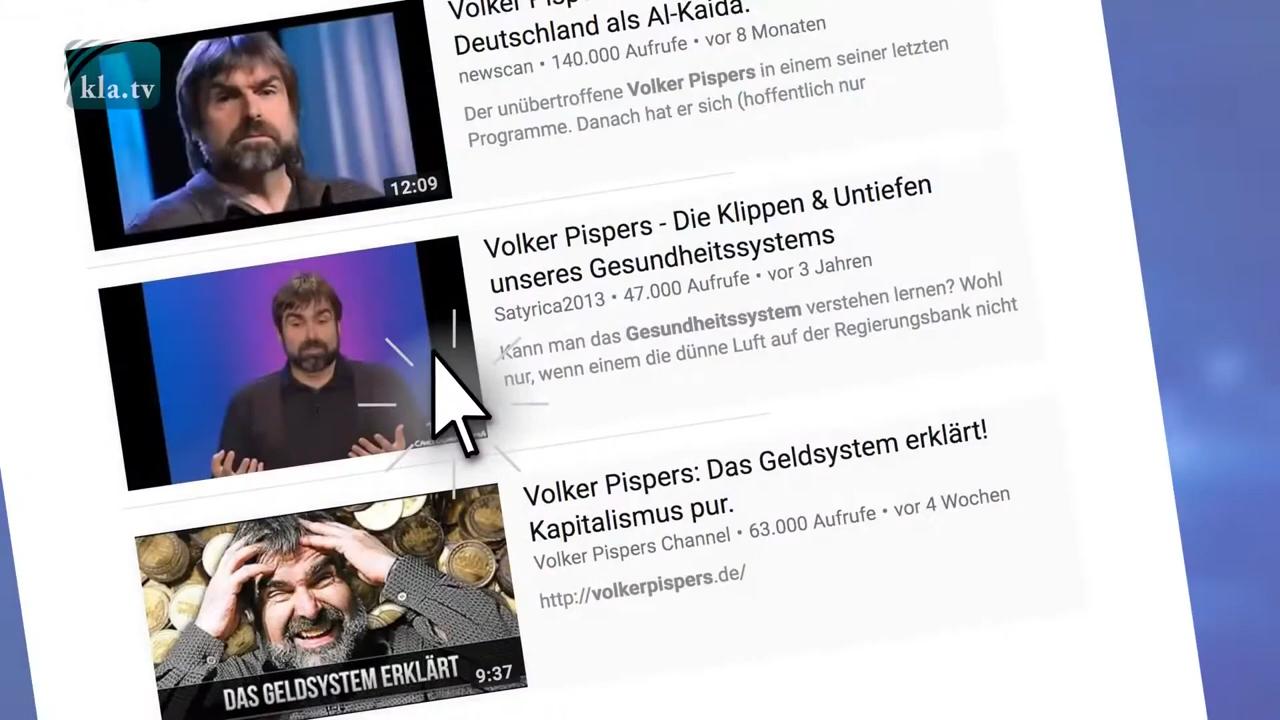 kla.tv
Volker
Deutschland als Al-Kaida.
newscan • 140.000 Aufrufe • vor 8 Monaten
Der unübertroffene Volker Pispers in einem seiner letzten
Programme. Danach hat er sich (hoffentlich nur
12:09
Volker Pispers - Die Klippen & Untiefen
unseres Gesundheitssystems
Satyrica2013 • 47.000 Aufrufe • vor 3 Jahren
Kann man das Gesundheitssystem verstehen lernen? Wohl
nur, wenn einem die dünne Luft auf der Regierungsbank nicht
Volker Pispers: Das Geldsystem erklärt!
Kapitalismus pur.
Volker Pispers Channel • 63.000 Aufrufe • vor 4 Wochen
http://volkerpispers.de/
DAS GELDSYSTEM ERKLÄRT
9:37